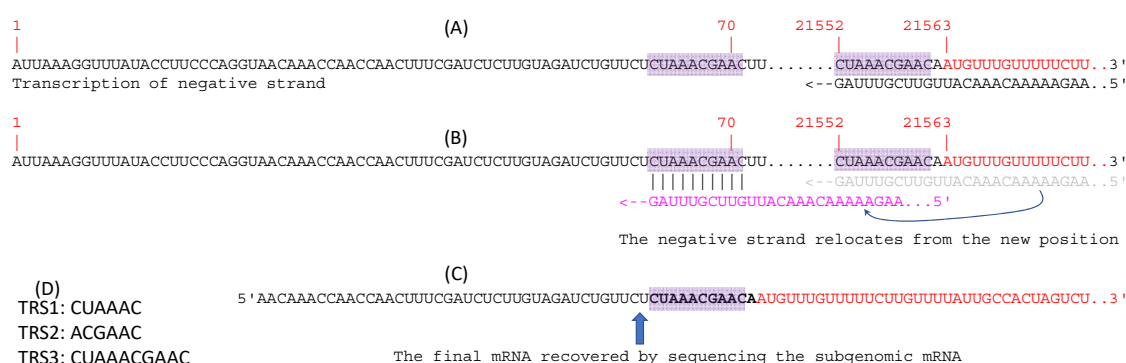 (A)
1 70 21552 21563
AUUAAAGGUUUAUACCUUCCCAGGUAACAAACCAACCAACUUUCGAUCUCUUGUAGAUCUGUUCUCUAAACGAACUU.......CUAAACGAACAAUGUUUGUUUUUCUU..3'
Transcription of negative strand <--GAUUUGCUUGUUACAAACAAAAAGAA..5'
(B)
1 70 21552 21563
AUUAAAGGUUUAUACCUUCCCAGGUAACAAACCAACCAACUUUCGAUCUCUUGUAGAUCUGUUCUCUAAACGAACUU.......CUAAACGAACAAUGUUUGUUUUUCUU..3'
<--GAUUUGCUUGUUACAAACAAAAAGAA..5'
<--GAUUUGCUUGUUACAAACAAAAAGAA...5'
The negative strand relocates from the new position
(C)
5'AACAAACCAACCAACUUUCGAUCUCUUGUAGAUCUGUUCUCUAAACGAACAAUGUUUGUUUUUCUUGUUUUAUUGCCACUAGUCU..3'
The final mRNA recovered by sequencing the subgenomic mRNA
(D)
TRS1: CUAAAC
TRS2: ACGAAC
TRS3: CUAAACGAAC